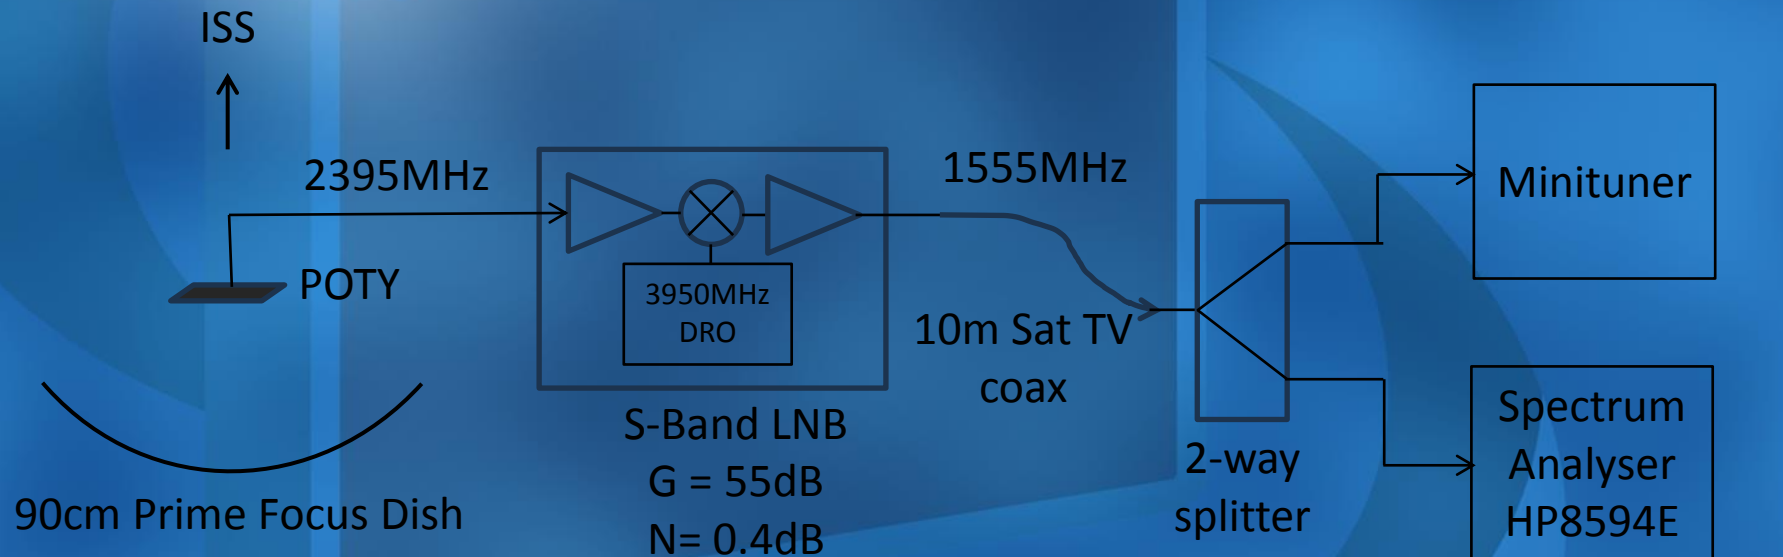 ISS
2395MHz
POTY
90cm Prime Focus Dish
3950MHz
DRO
S-Band LNB
G = 55dB
N= 0.4dB
1555MHz
10m Sat TV
coax
2-way
splitter
Minituner
Spectrum
Analyser
HP8594E